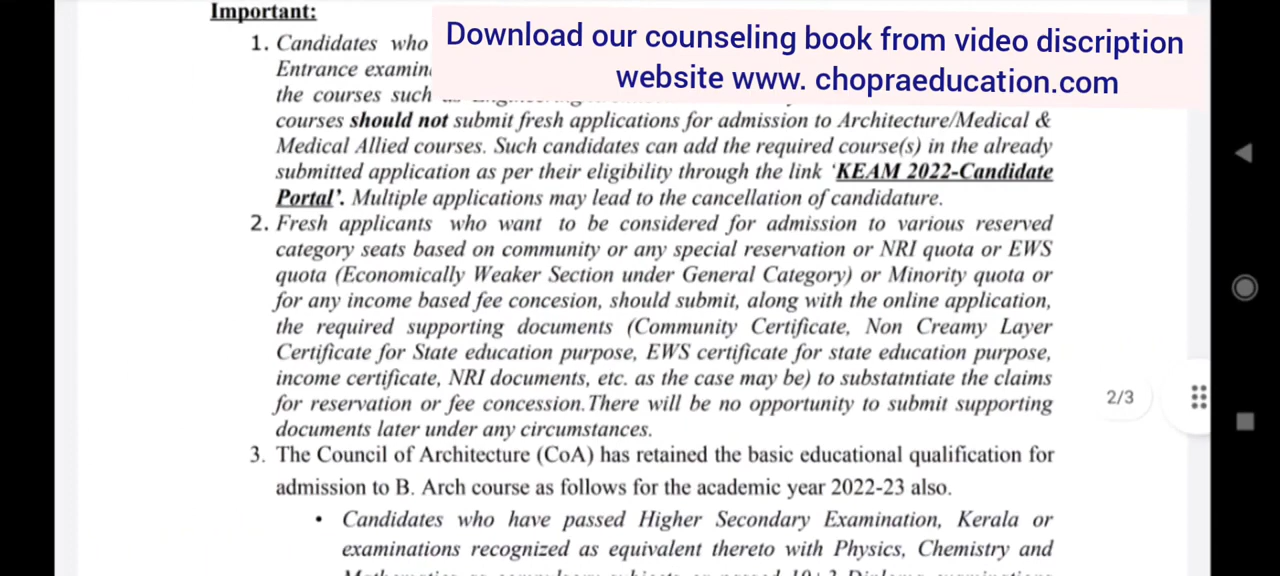 Important:
Download our counseling book from video discription
website www. chopraeducation.com
1. Candidates who
Entrance examin
the courses such
courses should not submit fresh applications for admission to Architecture/Medical &
Medical Allied courses. Such candidates can add the required course(s) in the already
submitted application as per their eligibility through the link ‘KEAM 2022-Candidate
Portal’. Multiple applications may lead to the cancellation of candidature.
2. Fresh applicants who want to be considered for admission to various reserved
category seats based on community or any special reservation or NRI quota or EWS
quota (Economically Weaker Section under General Category) or Minority quota or
for any income based fee concesion, should submit, along with the online application,
the required supporting documents (Community Certificate, Non Creamy Layer
Certificate for State education purpose, EWS certificate for state education purpose,
income certificate, NRI documents, etc. as the case may be) to substatntiate the claims
for reservation or fee concession.There will be no opportunity to submit supporting
documents later under any circumstances.
2/3
3. The Council of Architecture (CoA) has retained the basic educational qualification for
admission to B. Arch course as follows for the academic year 2022-23 also.
• Candidates who have passed Higher Secondary Examination, Kerala or
examinations recognized as equivalent thereto with Physics, Chemistry and